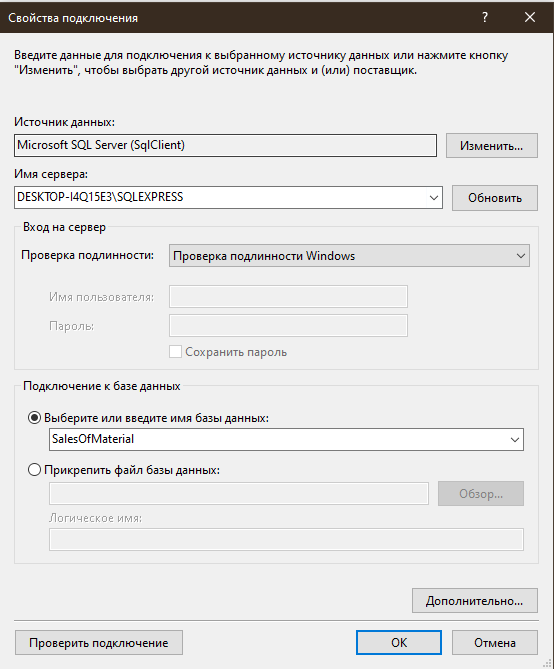 Свойства подключения
Введите данные для подключения к выбранному источнику данных или нажмите кнопку
"Изменить", чтобы выбрать другой источник данных и (или) поставщик.
Источник данных:
Microsoft SQL Server (SqlClient)
Изменить...
Имя сервера:
DESKTOP-I4Q15E3\SQLEXPRESS
Обновить
Вход на сервер
Проверка подлинности:
Проверка подлинности Windows
Имя пользователя:
Пароль:
Сохранить пароль
Подключение к базе данных
Выберите или введите имя базы данных:
SalesOfMaterial
Прикрепить файл базы данных:
Обзор...
Логическое имя:
Дополнительно...
Проверить подключение
ОК
Отмена